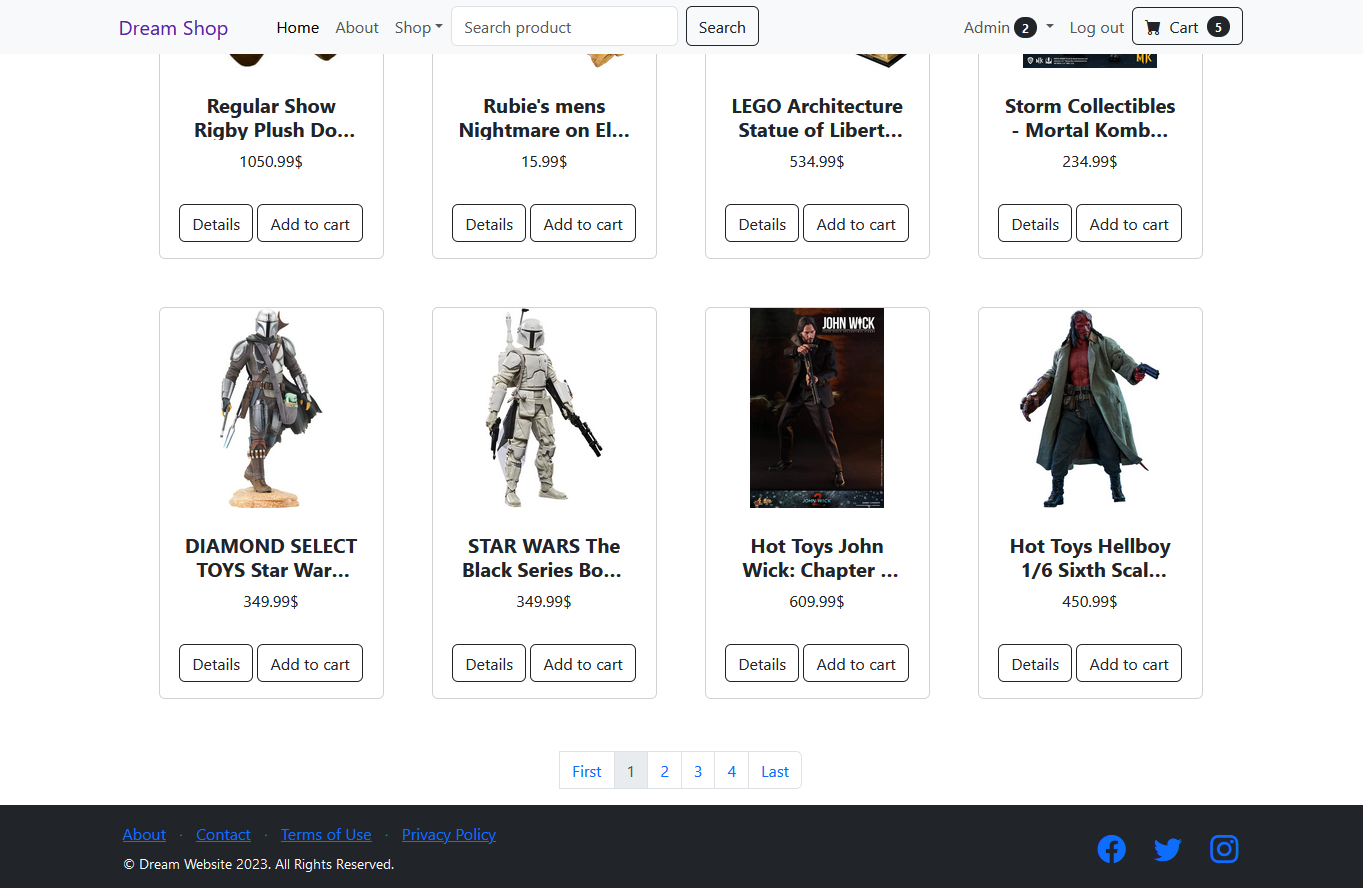 Dream Shop Home About Shop Search product Search Admin 2 Log out Cart 5
MK
Regular Show
Rigby Plush Do...
1050.99$
Details Add to cart
Rubie's mens
Nightmare on El...
15.99$
Details Add to cart
LEGO Architecture
Statue of Libert...
534.99$
Details Add to cart
Storm Collectibles
- Mortal Komb...
234.99$
Details Add to cart
JOHN WICK
JOHN WICK
2
DIAMOND SELECT
TOYS Star War...
349.99$
Details Add to cart
STAR WARS The
Black Series Bo...
349.99$
Details Add to cart
Hot Toys John
Wick: Chapter ...
609.99$
Details Add to cart
Hot Toys Hellboy
1/6 Sixth Scal...
450.99$
Details Add to cart
First 1 2 3 4 Last
About · Contact · Terms of Use · Privacy Policy
© Dream Website 2023. All Rights Reserved.